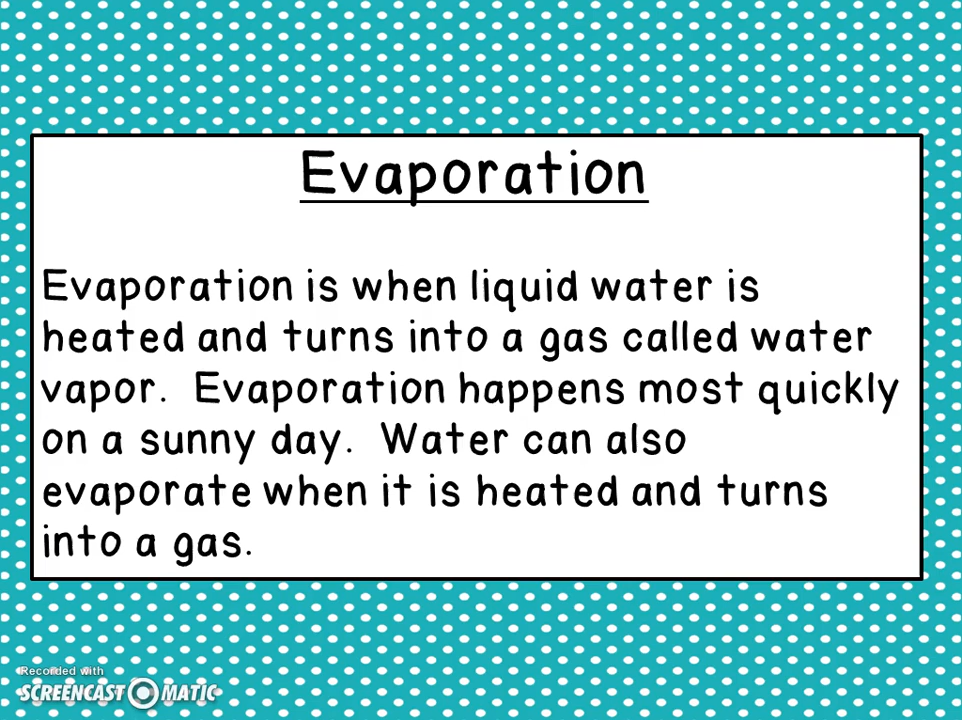 Evaporation
Evaporation is when liquid water is
heated and turns into a gas called water
vapor. Evaporation happens most quickly
on a sunny day. Water can also
evaporate when it is heated and turns
into a gas.
Recorded with
SCREENCAST MATIC